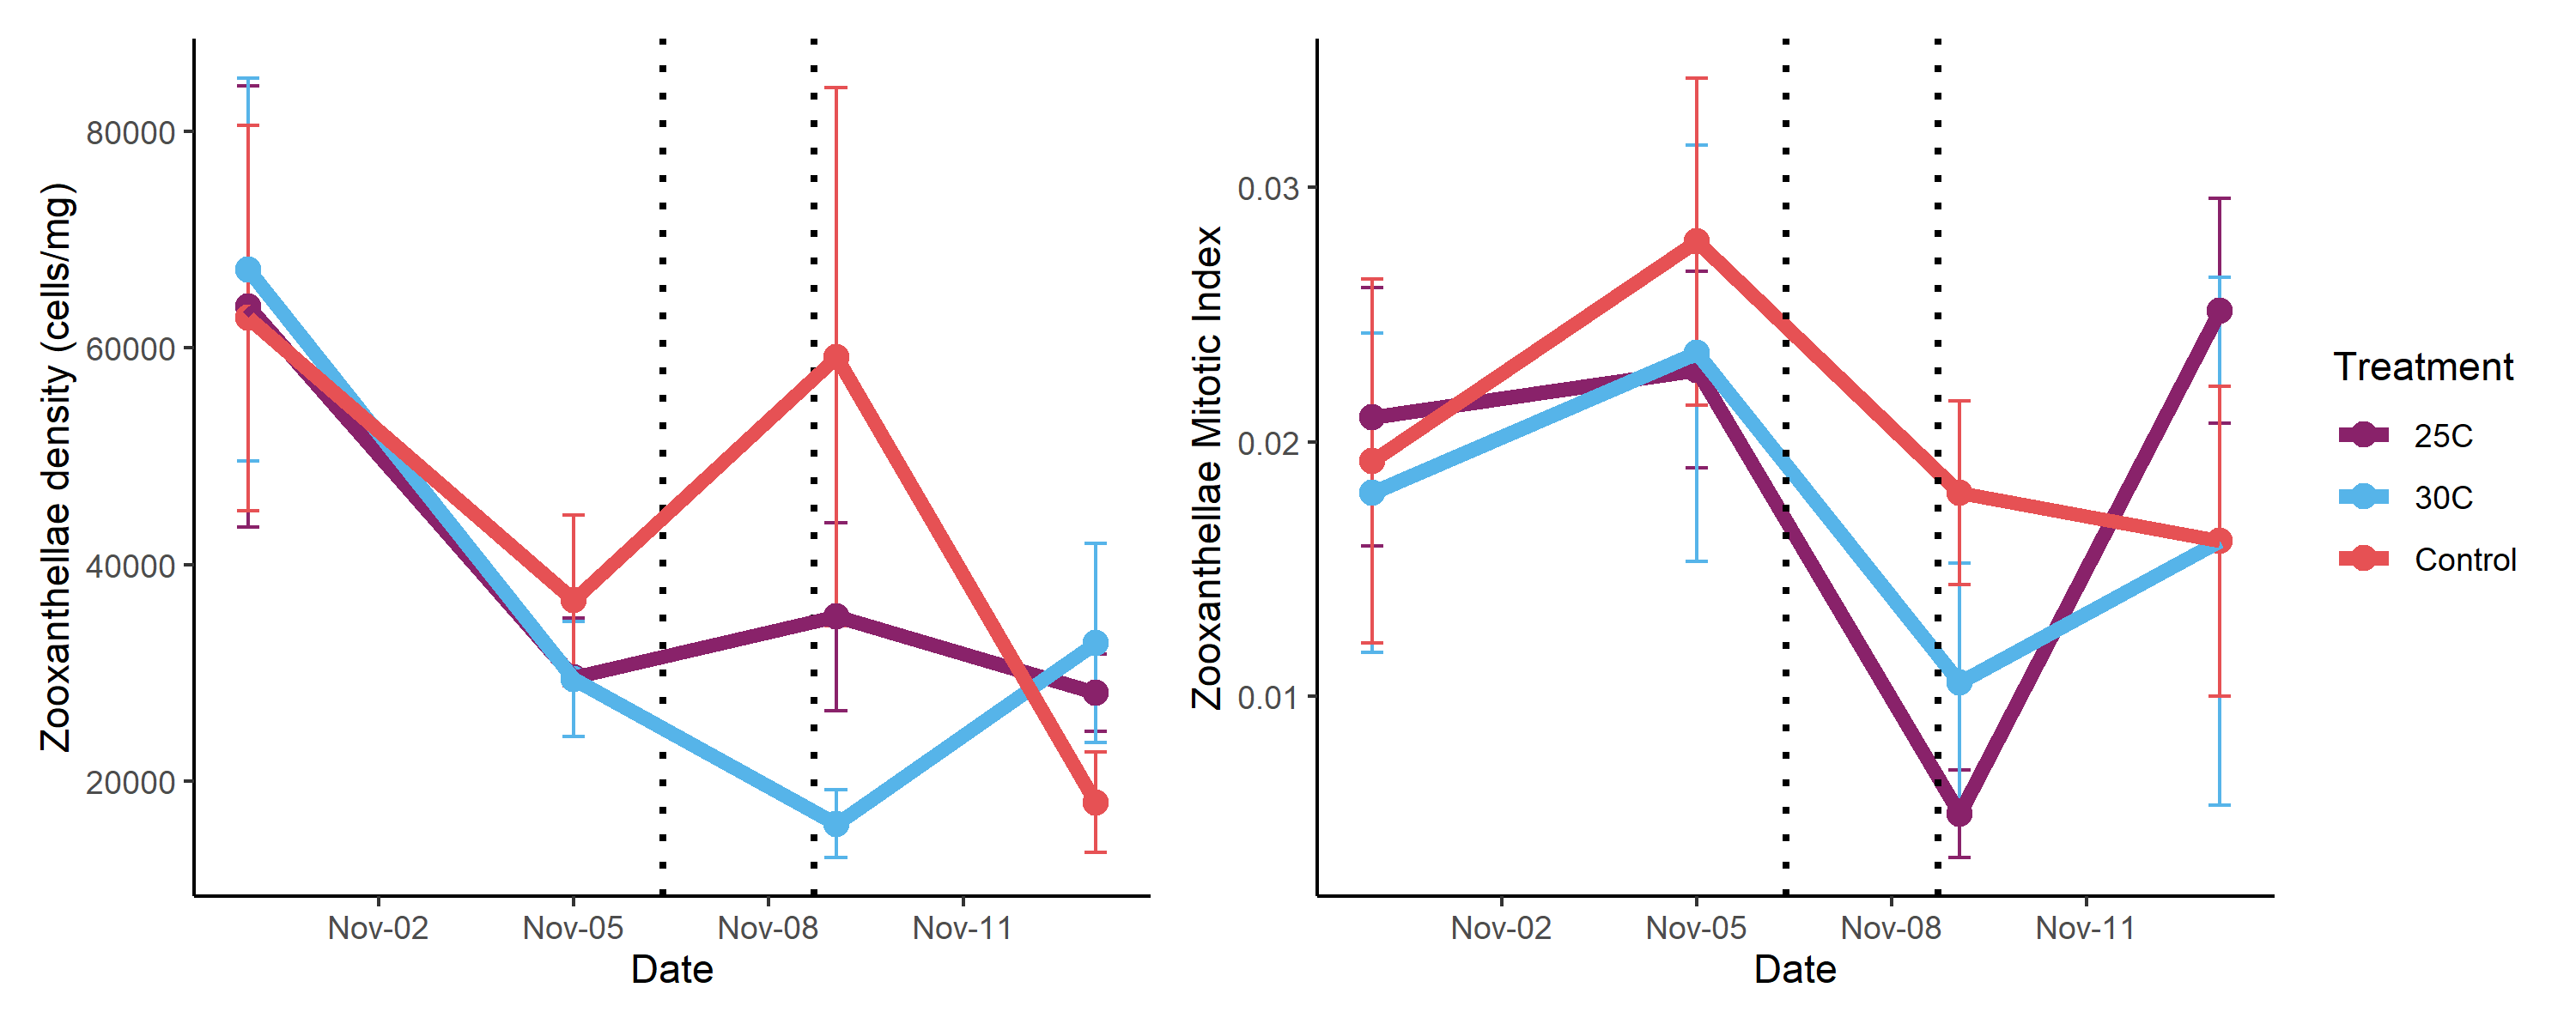 Zooxanthellae density (cells/mg)
80000
60000
40000
20000
Nov-02 Nov-05 Nov-08 Nov-11
Date
Zooxanthellae Mitotic Index
0.03
0.02
0.01
Nov-02 Nov-05 Nov-08 Nov-11
Date
Treatment
25C
30C
Control